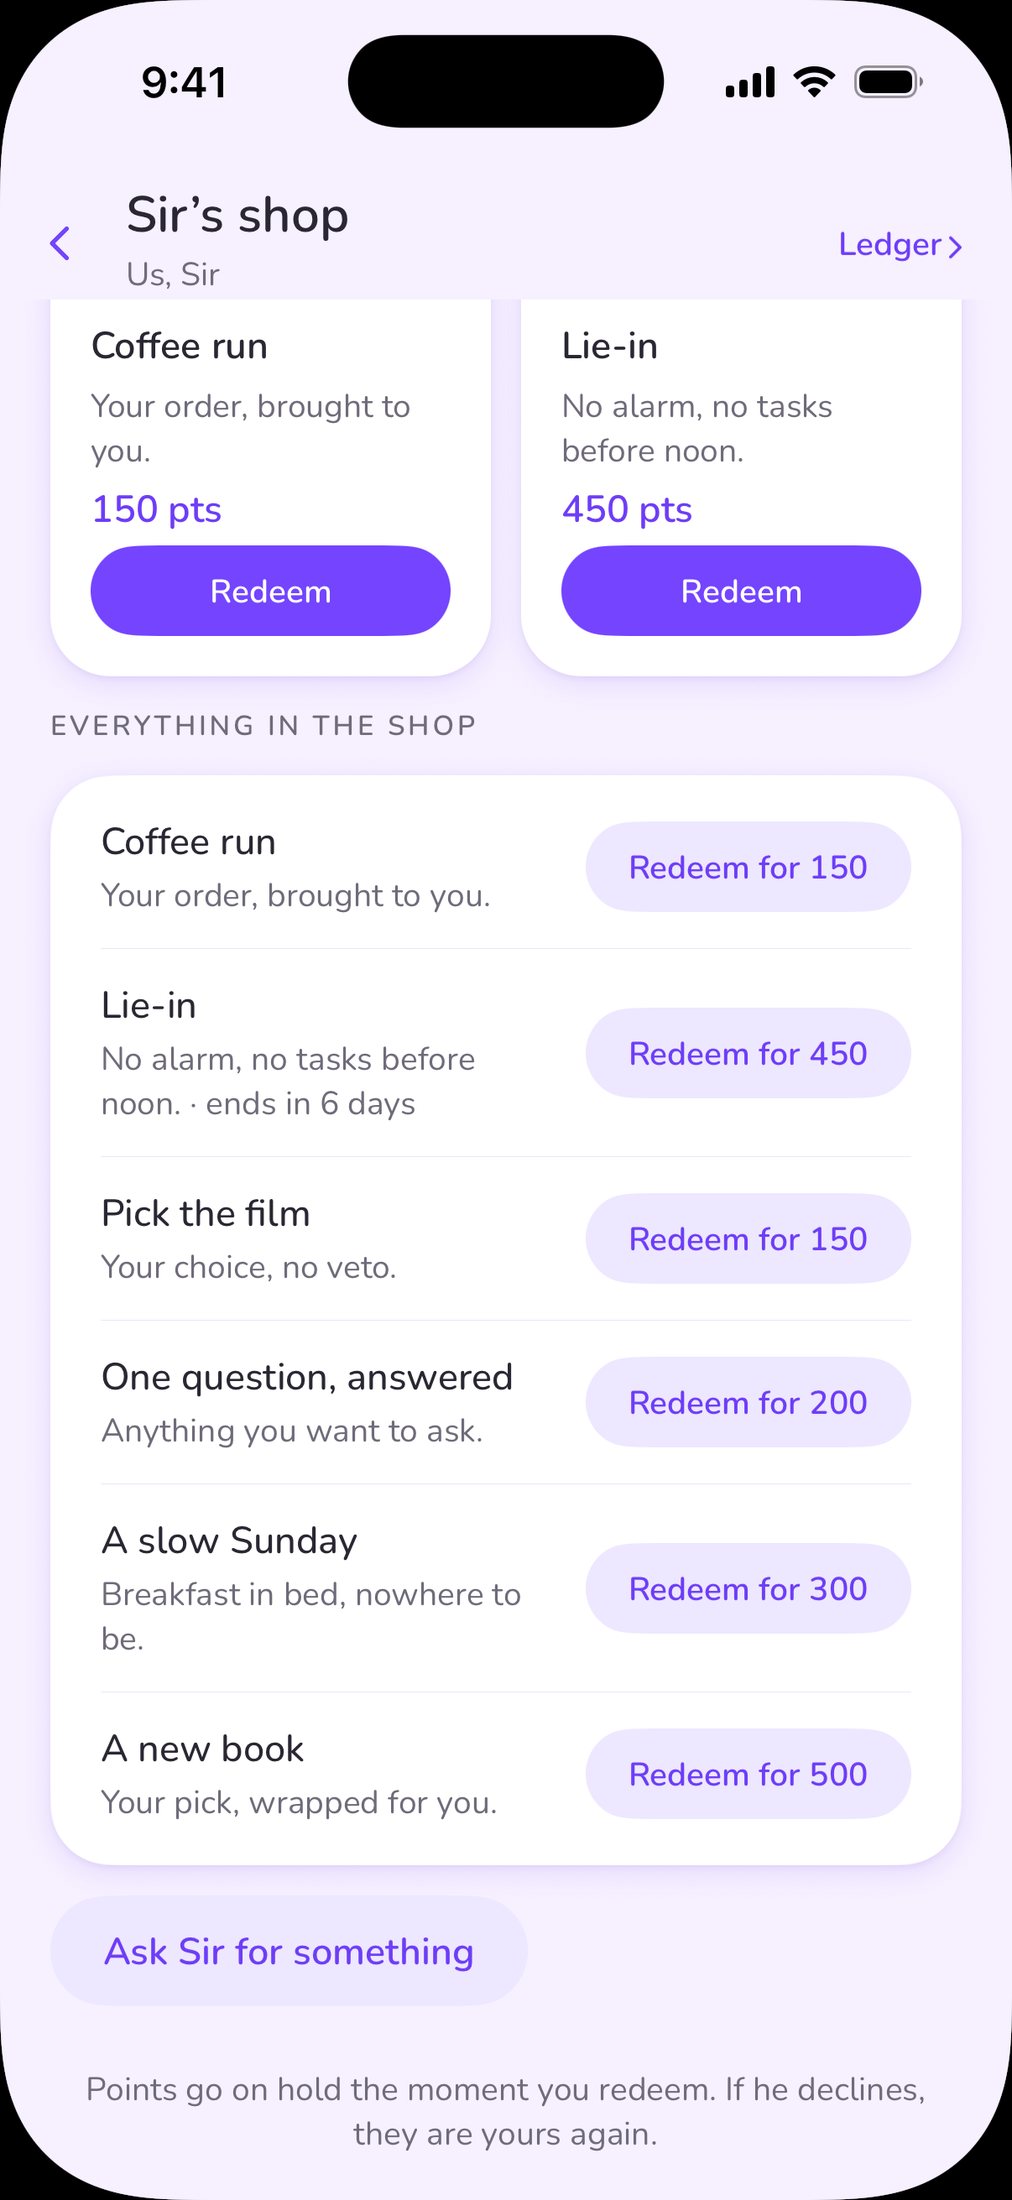 9:41
Sir’s shop
Us, Sir
Ledger
Coffee run
Your order, brought to
you.
150 pts
Redeem
Lie-in
No alarm, no tasks
before noon.
450 pts
Redeem
EVERYTHING IN THE SHOP
Coffee run
Your order, brought to you.
Redeem for 150
Lie-in
No alarm, no tasks before
noon. · ends in 6 days
Redeem for 450
Pick the film
Your choice, no veto.
Redeem for 150
One question, answered
Anything you want to ask.
Redeem for 200
A slow Sunday
Breakfast in bed, nowhere to
be.
Redeem for 300
A new book
Your pick, wrapped for you.
Redeem for 500
Ask Sir for something
Points go on hold the moment you redeem. If he declines,
they are yours again.